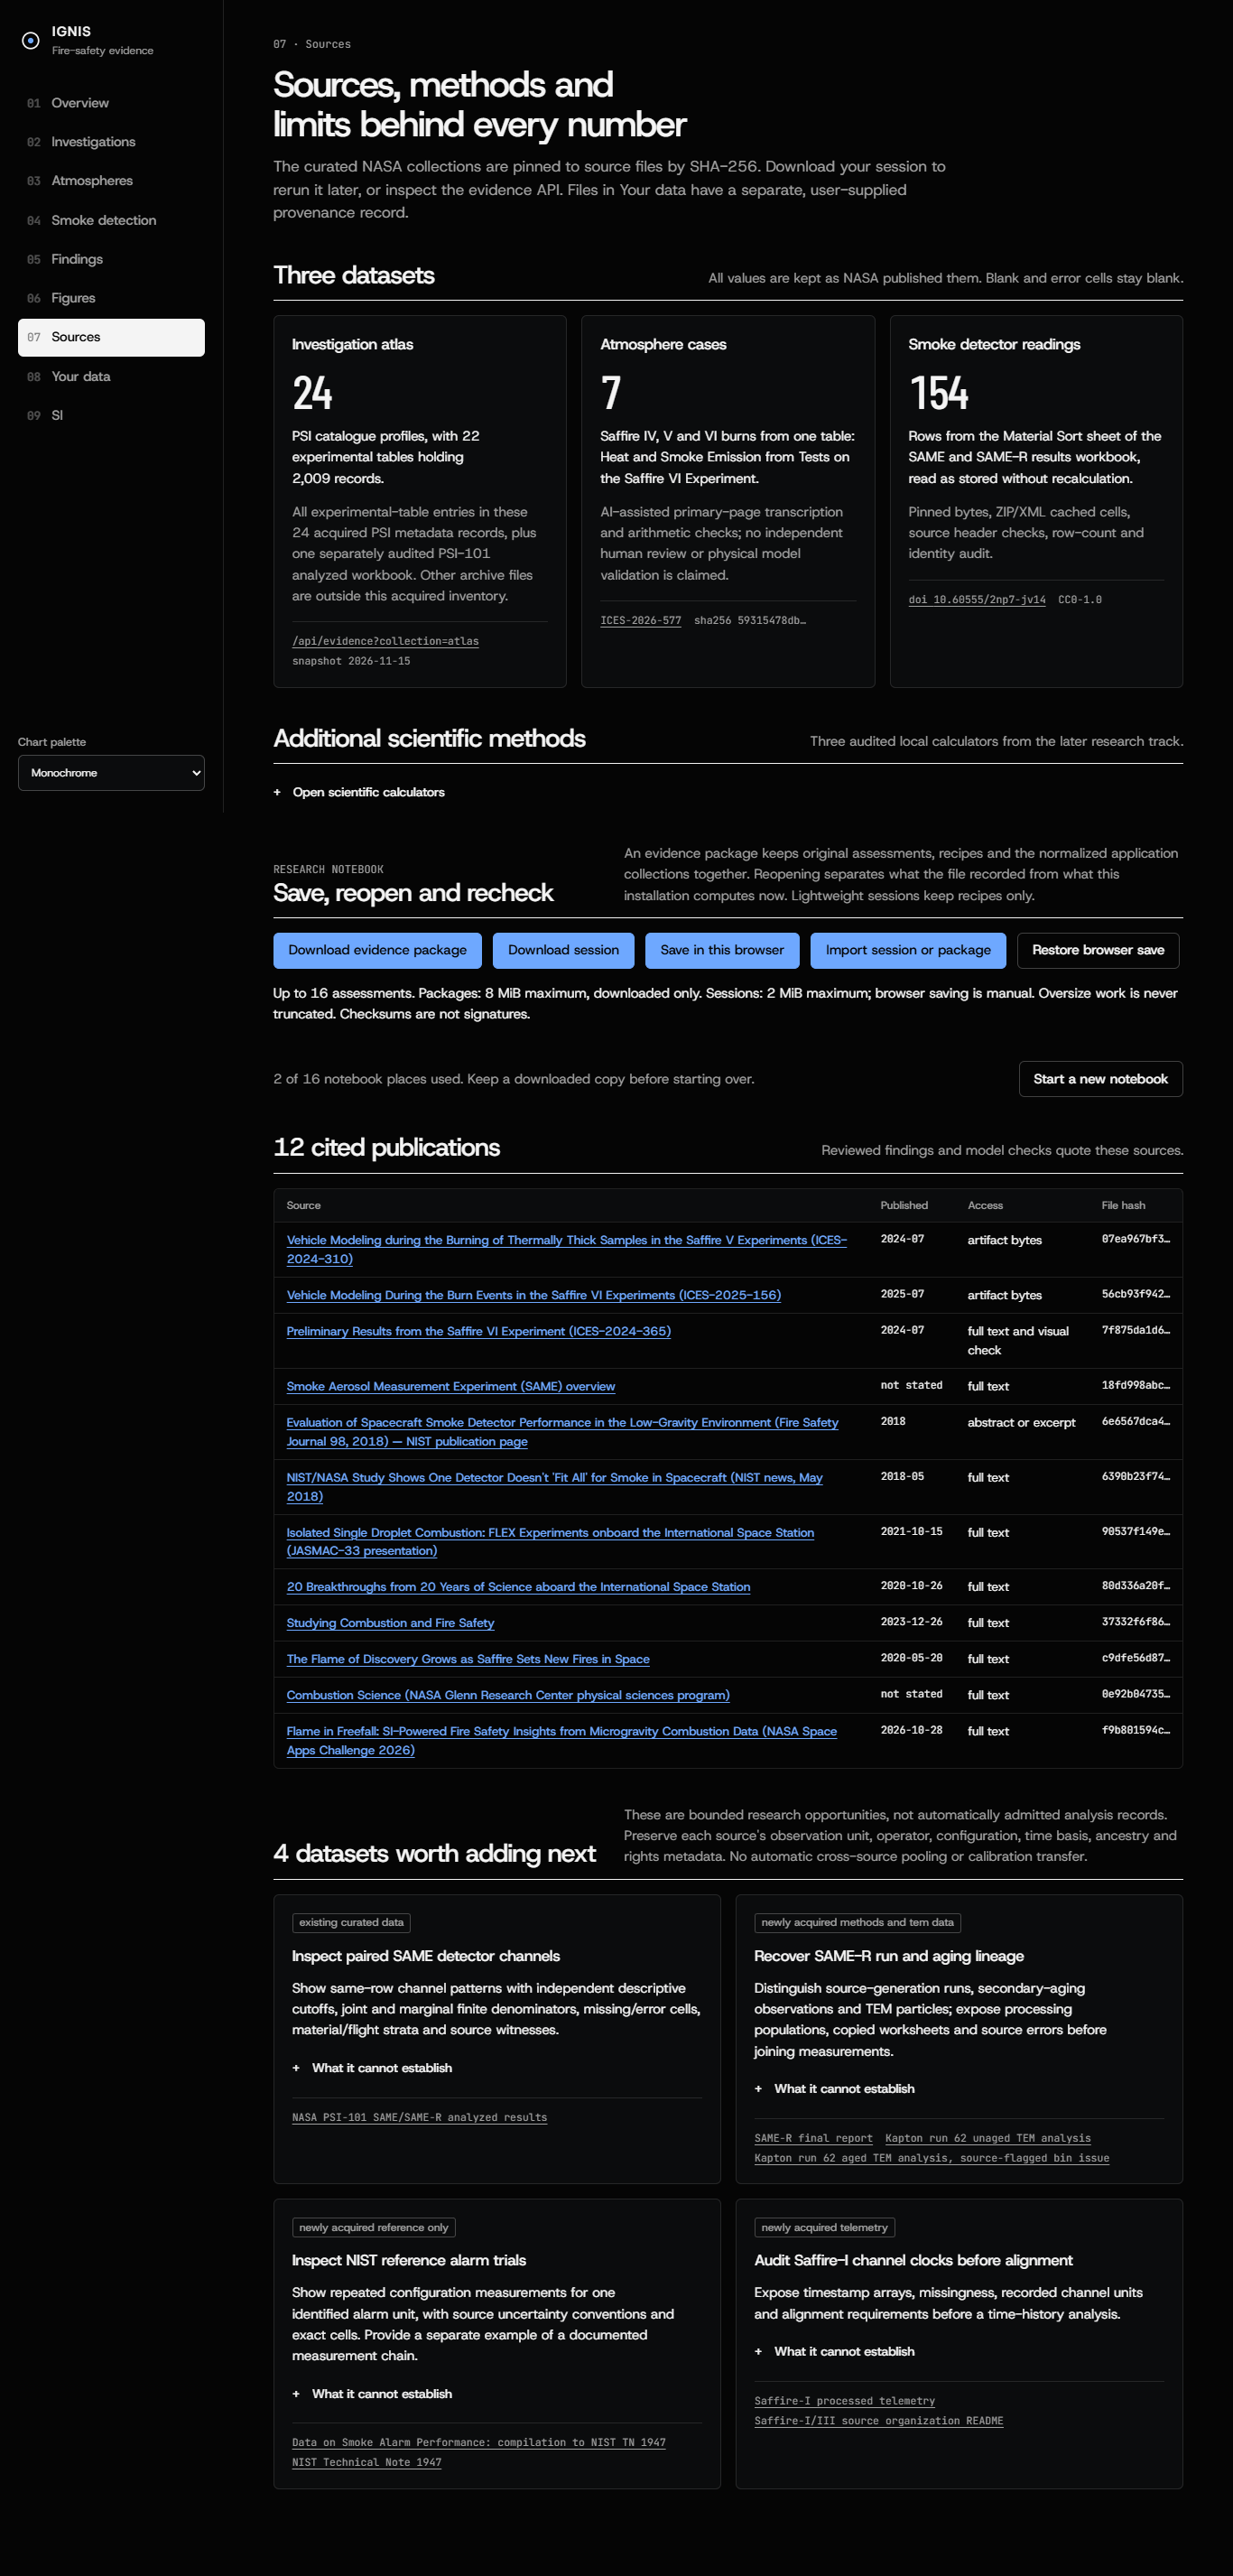 IGNIS
Fire-safety evidence
01 Overview
02 Investigations
03 Atmospheres
04 Smoke detection
05 Findings
06 Figures
07 Sources
08 Your data
09 SI
Chart palette
Monochrome
07 · Sources
Sources, methods and
limits behind every number
The curated NASA collections are pinned to source files by SHA-256. Download your session to
rerun it later, or inspect the evidence API. Files in Your data have a separate, user-supplied
provenance record.
Three datasets
All values are kept as NASA published them. Blank and error cells stay blank.
Investigation atlas
24
PSI catalogue profiles, with 22
experimental tables holding
2,009 records.
All experimental-table entries in these
24 acquired PSI metadata records, plus
one separately audited PSI-101
analyzed workbook. Other archive files
are outside this acquired inventory.
/api/evidence?collection=atlas
snapshot 2026-11-15
Atmosphere cases
7
Saffire IV, V and VI burns from one table:
Heat and Smoke Emission from Tests on
the Saffire VI Experiment.
AI-assisted primary-page transcription
and arithmetic checks; no independent
human review or physical model
validation is claimed.
ICES-2026-577 sha256 59315478db…
Smoke detector readings
154
Rows from the Material Sort sheet of the
SAME and SAME-R results workbook,
read as stored without recalculation.
Pinned bytes, ZIP/XML cached cells,
source header checks, row-count and
identity audit.
doi 10.60555/2np7-jv14 CC0-1.0
Additional scientific methods
Three audited local calculators from the later research track.
+ Open scientific calculators
RESEARCH NOTEBOOK
Save, reopen and recheck
An evidence package keeps original assessments, recipes and the normalized application
collections together. Reopening separates what the file recorded from what this
installation computes now. Lightweight sessions keep recipes only.
Download evidence package
Download session
Save in this browser
Import session or package
Restore browser save
Up to 16 assessments. Packages: 8 MiB maximum, downloaded only. Sessions: 2 MiB maximum; browser saving is manual. Oversize work is never
truncated. Checksums are not signatures.
2 of 16 notebook places used. Keep a downloaded copy before starting over.
Start a new notebook
12 cited publications
Reviewed findings and model checks quote these sources.
Source Published Access File hash
Vehicle Modeling during the Burning of Thermally Thick Samples in the Saffire V Experiments (ICES-
2024-310)
2024-07 artifact bytes 07ea967bf3…
Vehicle Modeling During the Burn Events in the Saffire VI Experiments (ICES-2025-156) 2025-07 artifact bytes 56cb93f942…
Preliminary Results from the Saffire VI Experiment (ICES-2024-365) 2024-07 full text and visual
check
7f875da1d6…
Smoke Aerosol Measurement Experiment (SAME) overview not stated full text 18fd998abc…
Evaluation of Spacecraft Smoke Detector Performance in the Low-Gravity Environment (Fire Safety
Journal 98, 2018) — NIST publication page
2018 abstract or excerpt 6e6567dca4…
NIST/NASA Study Shows One Detector Doesn't 'Fit All' for Smoke in Spacecraft (NIST news, May
2018)
2018-05 full text 6390b23f74…
Isolated Single Droplet Combustion: FLEX Experiments onboard the International Space Station
(JASMAC-33 presentation)
2021-10-15 full text 90537f149e…
20 Breakthroughs from 20 Years of Science aboard the International Space Station 2020-10-26 full text 80d336a20f…
Studying Combustion and Fire Safety 2023-12-26 full text 37332f6f86…
The Flame of Discovery Grows as Saffire Sets New Fires in Space 2020-05-20 full text c9dfe56d87…
Combustion Science (NASA Glenn Research Center physical sciences program) not stated full text 0e92b04735…
Flame in Freefall: SI-Powered Fire Safety Insights from Microgravity Combustion Data (NASA Space
Apps Challenge 2026)
2026-10-28 full text f9b801594c…
4 datasets worth adding next
These are bounded research opportunities, not automatically admitted analysis records.
Preserve each source's observation unit, operator, configuration, time basis, ancestry and
rights metadata. No automatic cross-source pooling or calibration transfer.
existing curated data
Inspect paired SAME detector channels
Show same-row channel patterns with independent descriptive
cutoffs, joint and marginal finite denominators, missing/error cells,
material/flight strata and source witnesses.
+ What it cannot establish
NASA PSI-101 SAME/SAME-R analyzed results
newly acquired methods and tem data
Recover SAME-R run and aging lineage
Distinguish source-generation runs, secondary-aging
observations and TEM particles; expose processing
populations, copied worksheets and source errors before
joining measurements.
+ What it cannot establish
SAME-R final report Kapton run 62 unaged TEM analysis
Kapton run 62 aged TEM analysis, source-flagged bin issue
newly acquired reference only
Inspect NIST reference alarm trials
Show repeated configuration measurements for one
identified alarm unit, with source uncertainty conventions and
exact cells. Provide a separate example of a documented
measurement chain.
+ What it cannot establish
Data on Smoke Alarm Performance: compilation to NIST TN 1947
NIST Technical Note 1947
newly acquired telemetry
Audit Saffire-I channel clocks before alignment
Expose timestamp arrays, missingness, recorded channel units
and alignment requirements before a time-history analysis.
+ What it cannot establish
Saffire-I processed telemetry
Saffire-I/III source organization README